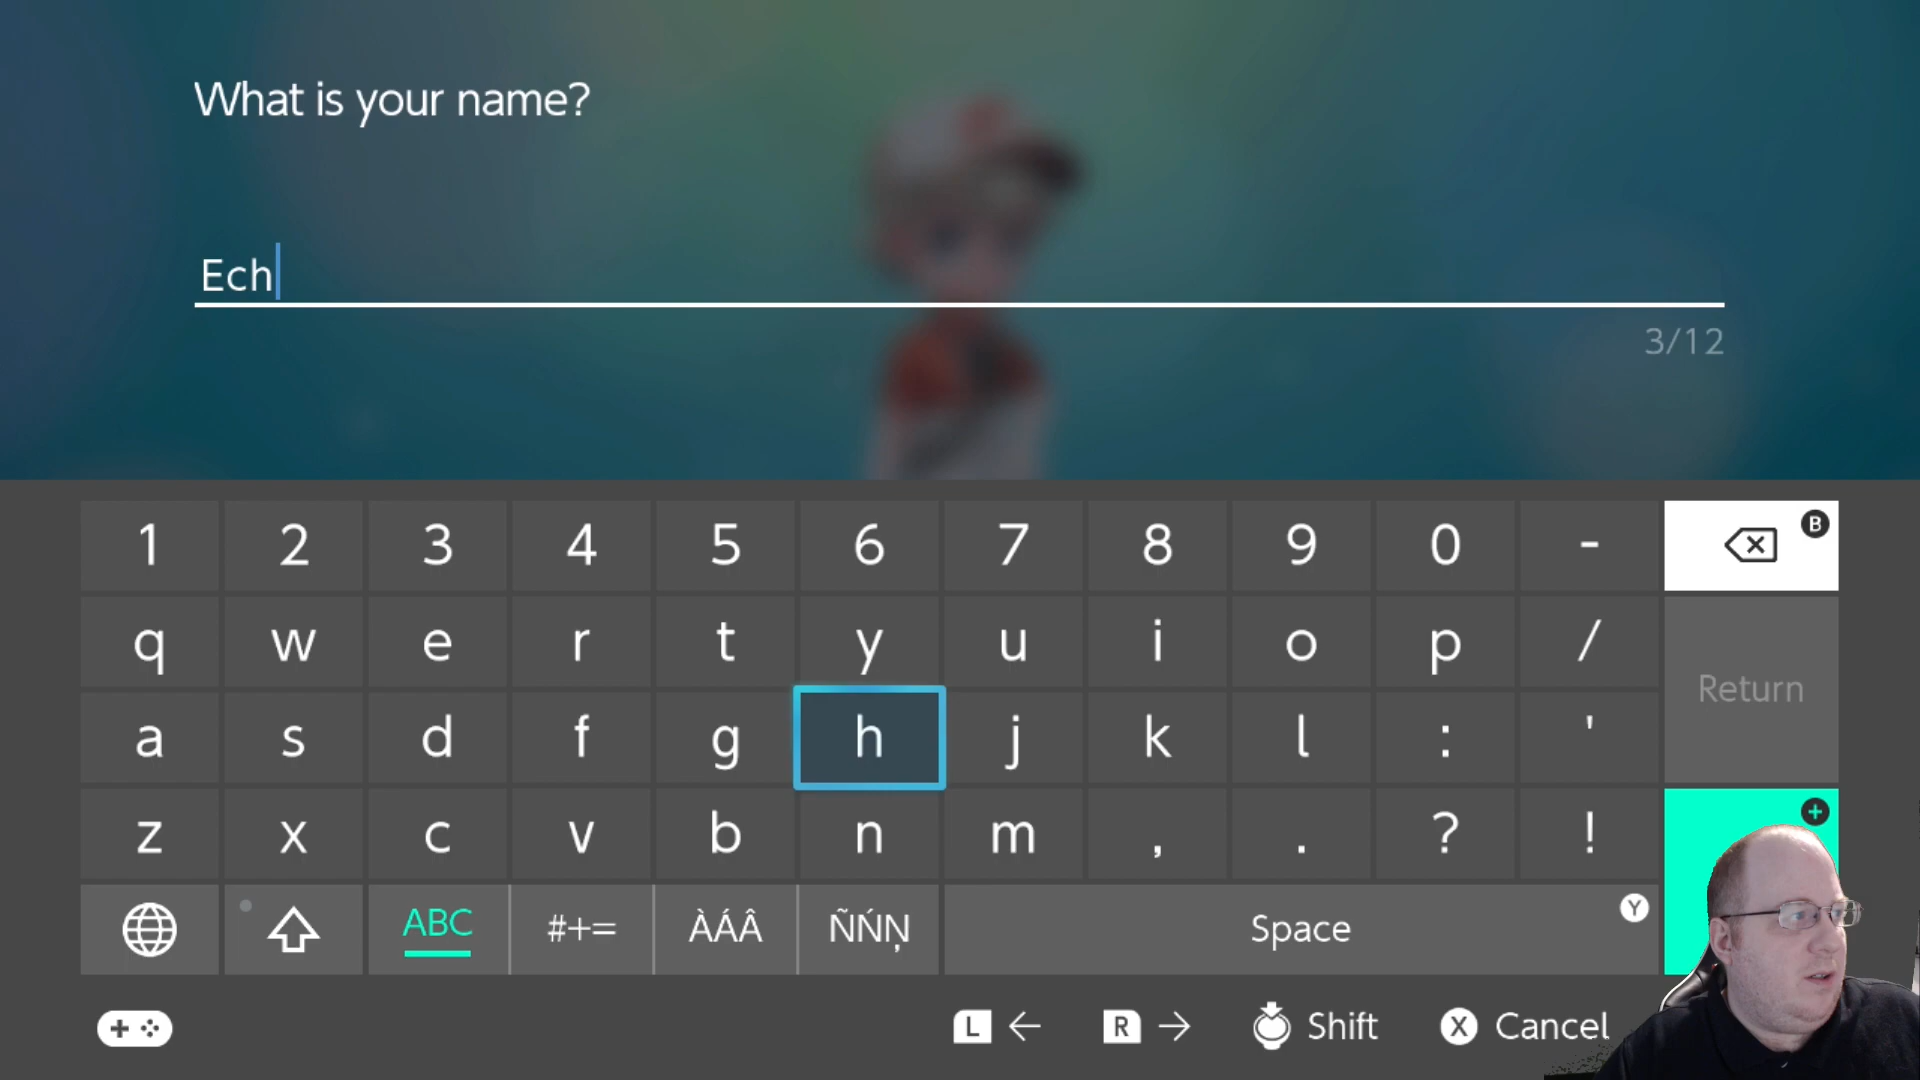 What is your name?
Ech
3/12
1 2 3 4 5 6 7 8 9 0 - B
q w e r t y u i o p /
Return
a s d f g h j k l : '
z x c v b n m , . ? ! +
ABC #+= ÀÁÂ ÑŃŅ Space Y
L ← R → Shift X Cancel